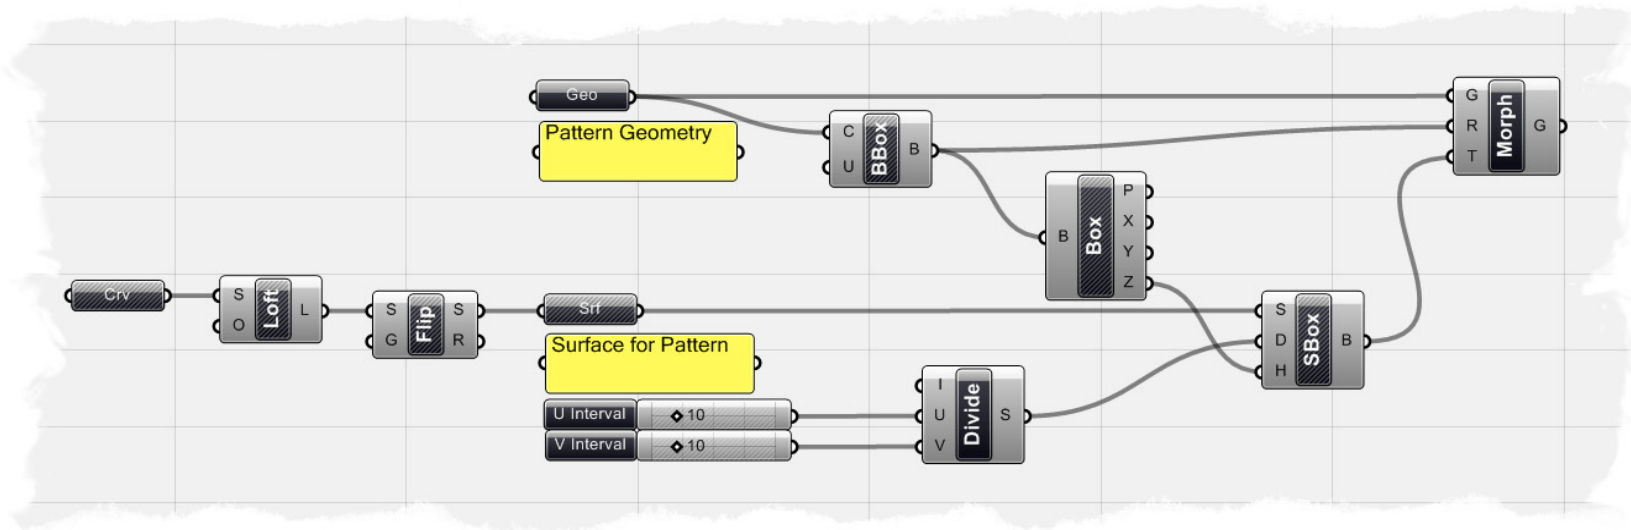 Geo
Pattern Geometry
C
U
BBox
B
G
R
T
Morph
G
B
Box
P
X
Y
Z
Crv
S
O
Loft
L
S
G
Flip
S
R
Srf
Surface for Pattern
U Interval 10
V Interval 10
I
U
V
Divide
S
S
D
H
SBox
B